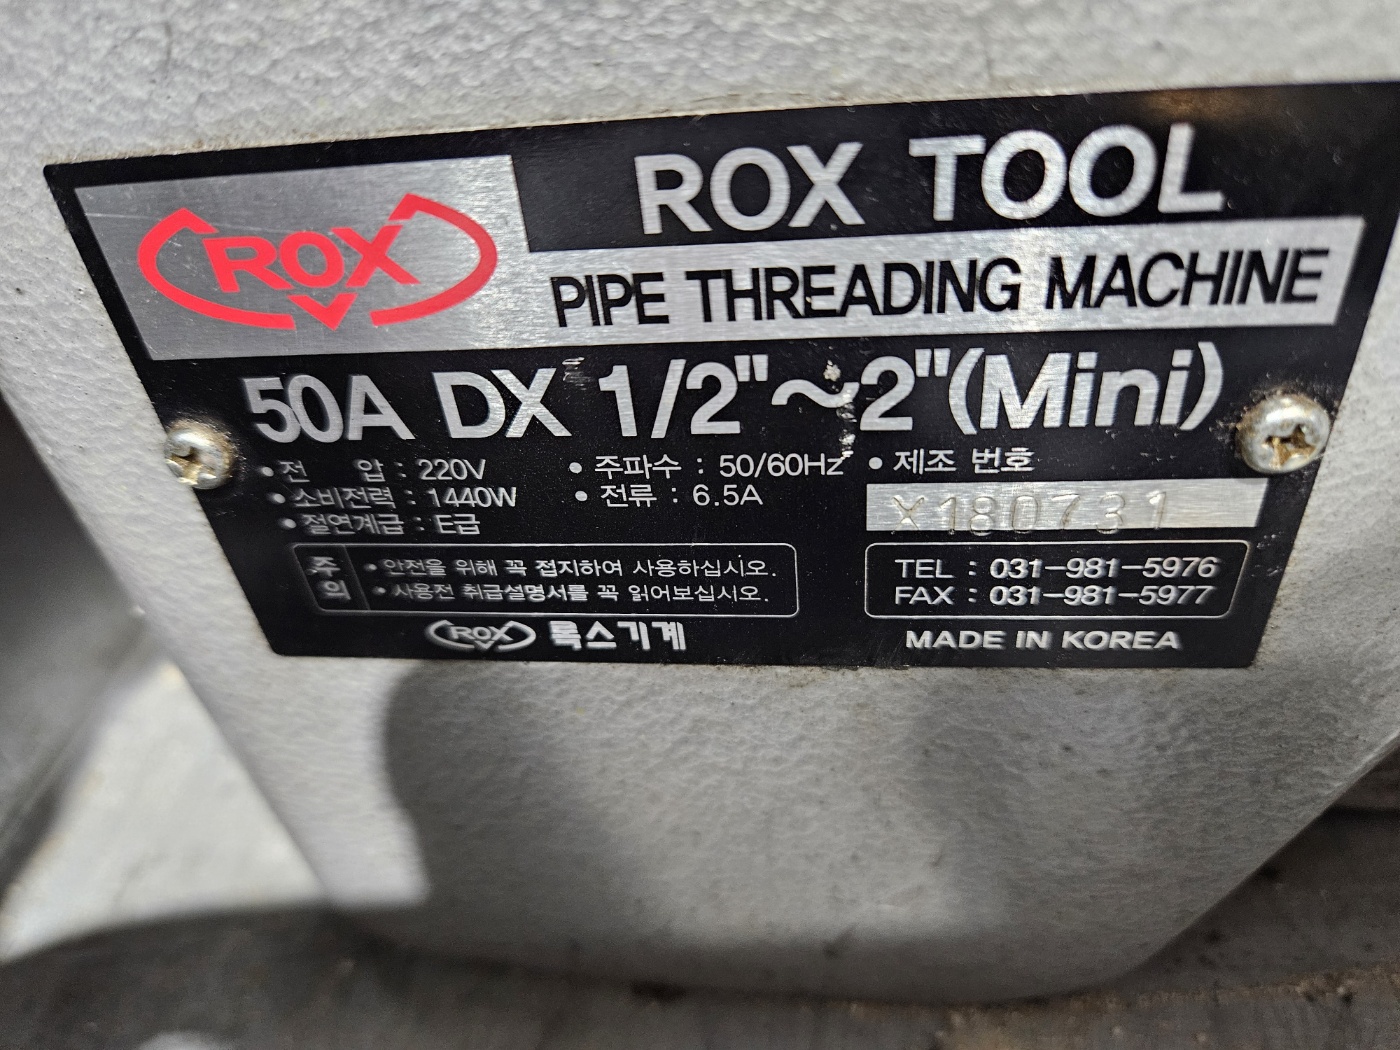 ROX
ROX TOOL
PIPE THREADING MACHINE
50A DX 1/2"~2"(Mini)
• 전 압 : 220V • 주파수 : 50/60Hz • 제조 번호
• 소비전력 : 1440W • 전류 : 6.5A X180731
• 절연계급 : E급
주의
• 안전을 위해 꼭 접지하여 사용하십시오.
• 사용전 취급설명서를 꼭 읽어보십시오.
TEL : 031-981-5976
FAX : 031-981-5977
ROX 록스기계
MADE IN KOREA